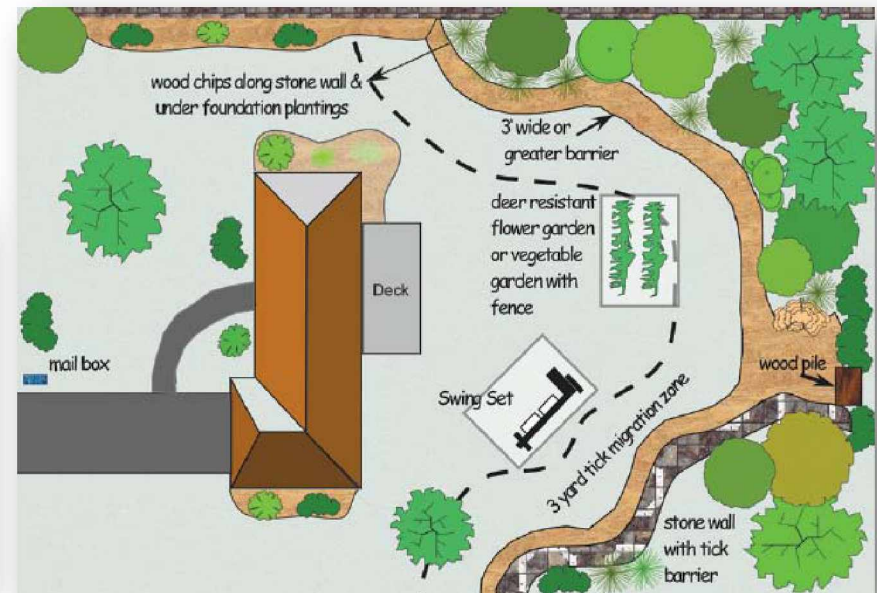 wood chips along stone wall &
under foundation plantings
3' wide or
greater barrier
deer resistant
flower garden
or vegetable
garden with
fence
Deck
mail box
wood pile
Swing Set
3 yard tick migration zone
stone wall
with tick
barrier